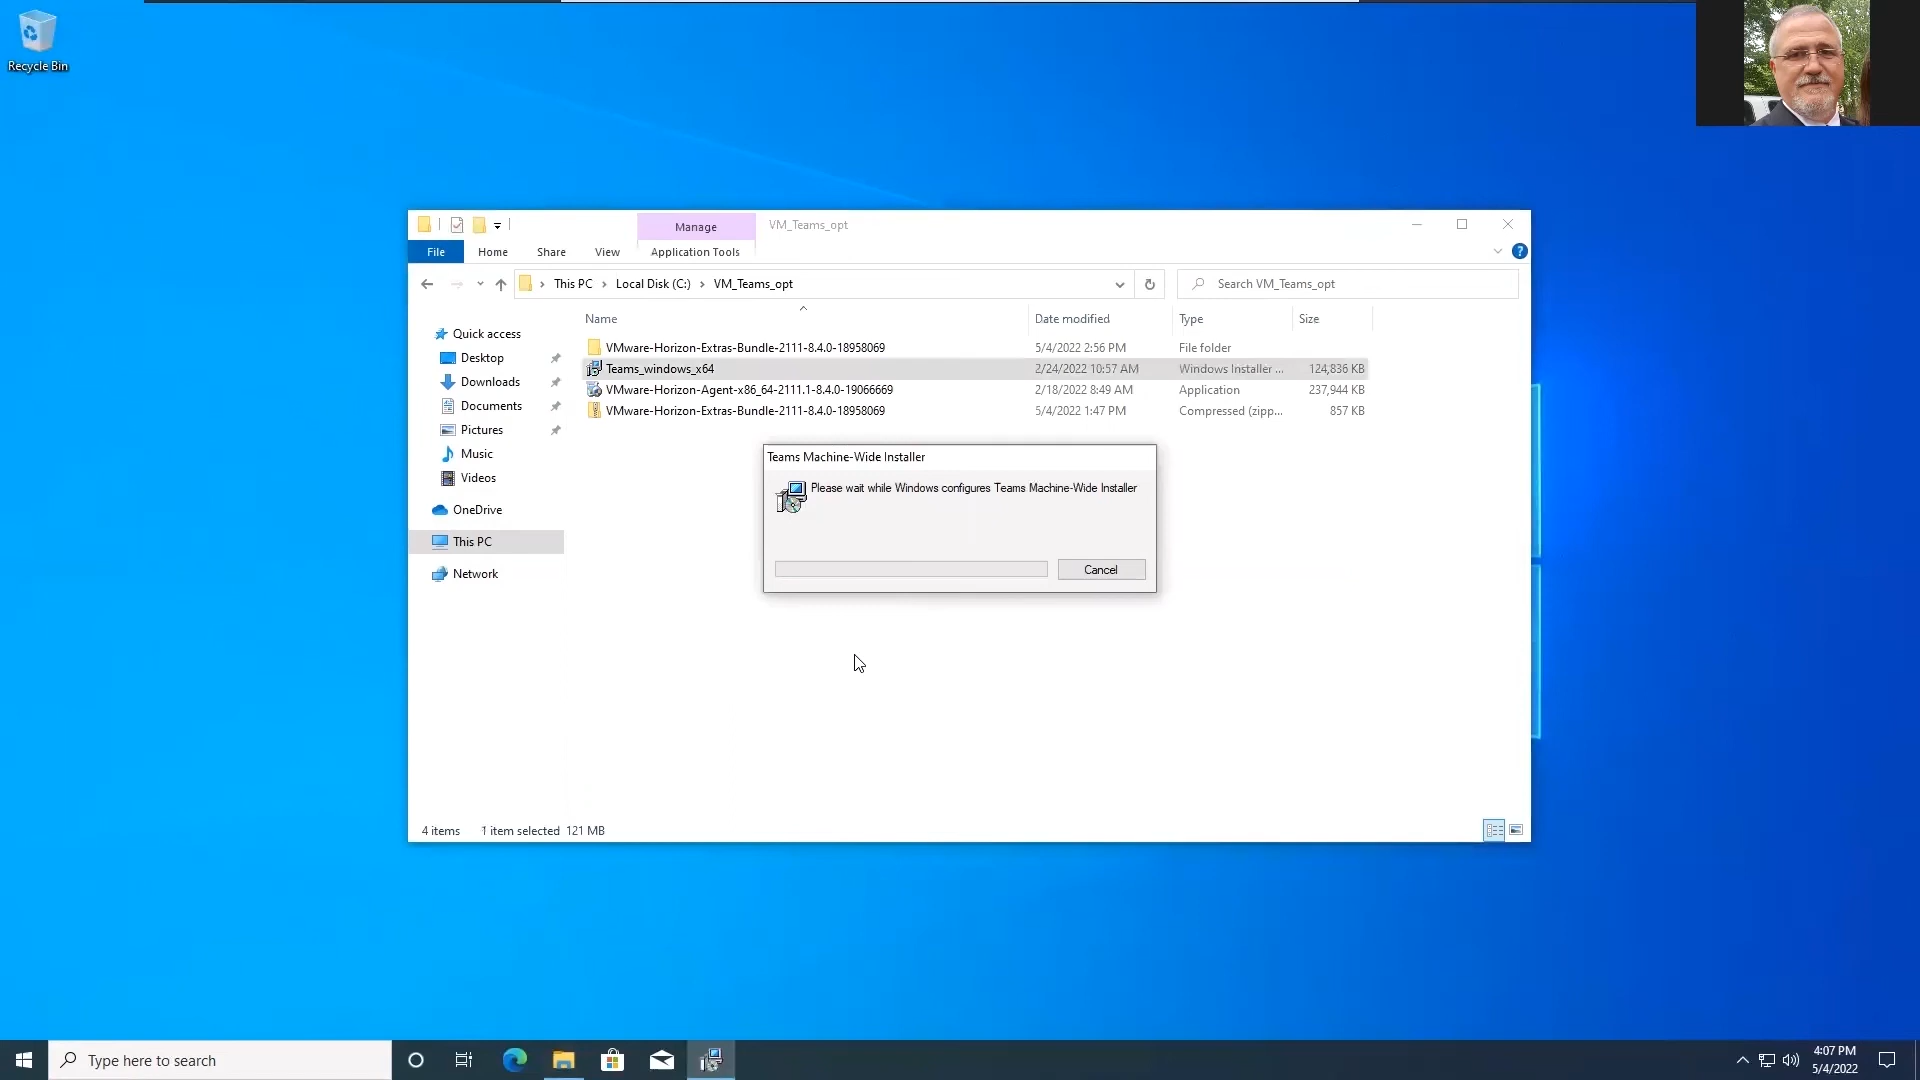 Recycle Bin
Manage
VM_Teams_opt
File
Home
Share
View
Application Tools
This PC
Local Disk (C:)
VM_Teams_opt
Search VM_Teams_opt
Name
Date modified
Type
Size
VMware-Horizon-Extras-Bundle-2111-8.4.0-18958069
5/4/2022 2:56 PM
File folder
Teams_windows_x64
2/24/2022 10:57 AM
Windows Installer ...
124,836 KB
VMware-Horizon-Agent-x86_64-2111.1-8.4.0-19066669
2/18/2022 8:49 AM
Application
237,944 KB
VMware-Horizon-Extras-Bundle-2111-8.4.0-18958069
5/4/2022 1:47 PM
Compressed (zipp...
857 KB
Quick access
Desktop
Downloads
Documents
Pictures
Music
Videos
OneDrive
This PC
Network
Teams Machine-Wide Installer
Please wait while Windows configures Teams Machine-Wide Installer
Cancel
4 items
1 item selected 121 MB
Type here to search
4:07 PM
5/4/2022